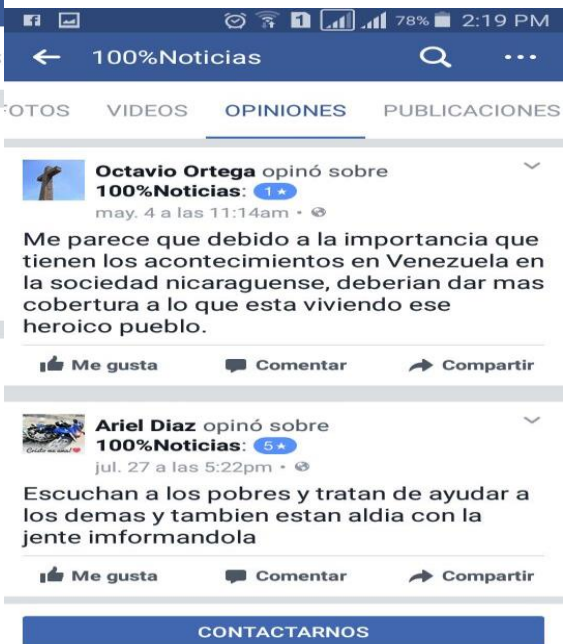 1 78% 2:19 PM
100%Noticias
FOTOS VIDEOS OPINIONES PUBLICACIONES
Octavio Ortega opinó sobre
100%Noticias: 1★
may. 4 a las 11:14am
Me parece que debido a la importancia que
tienen los acontecimientos en Venezuela en
la sociedad nicaraguense, deberian dar mas
cobertura a lo que esta viviendo ese
heroico pueblo.
Me gusta Comentar Compartir
Ariel Diaz opinó sobre
100%Noticias: 5★
jul. 27 a las 5:22pm
Escuchan a los pobres y tratan de ayudar a
los demas y tambien estan aldia con la
jente imformandola
Me gusta Comentar Compartir
CONTACTARNOS